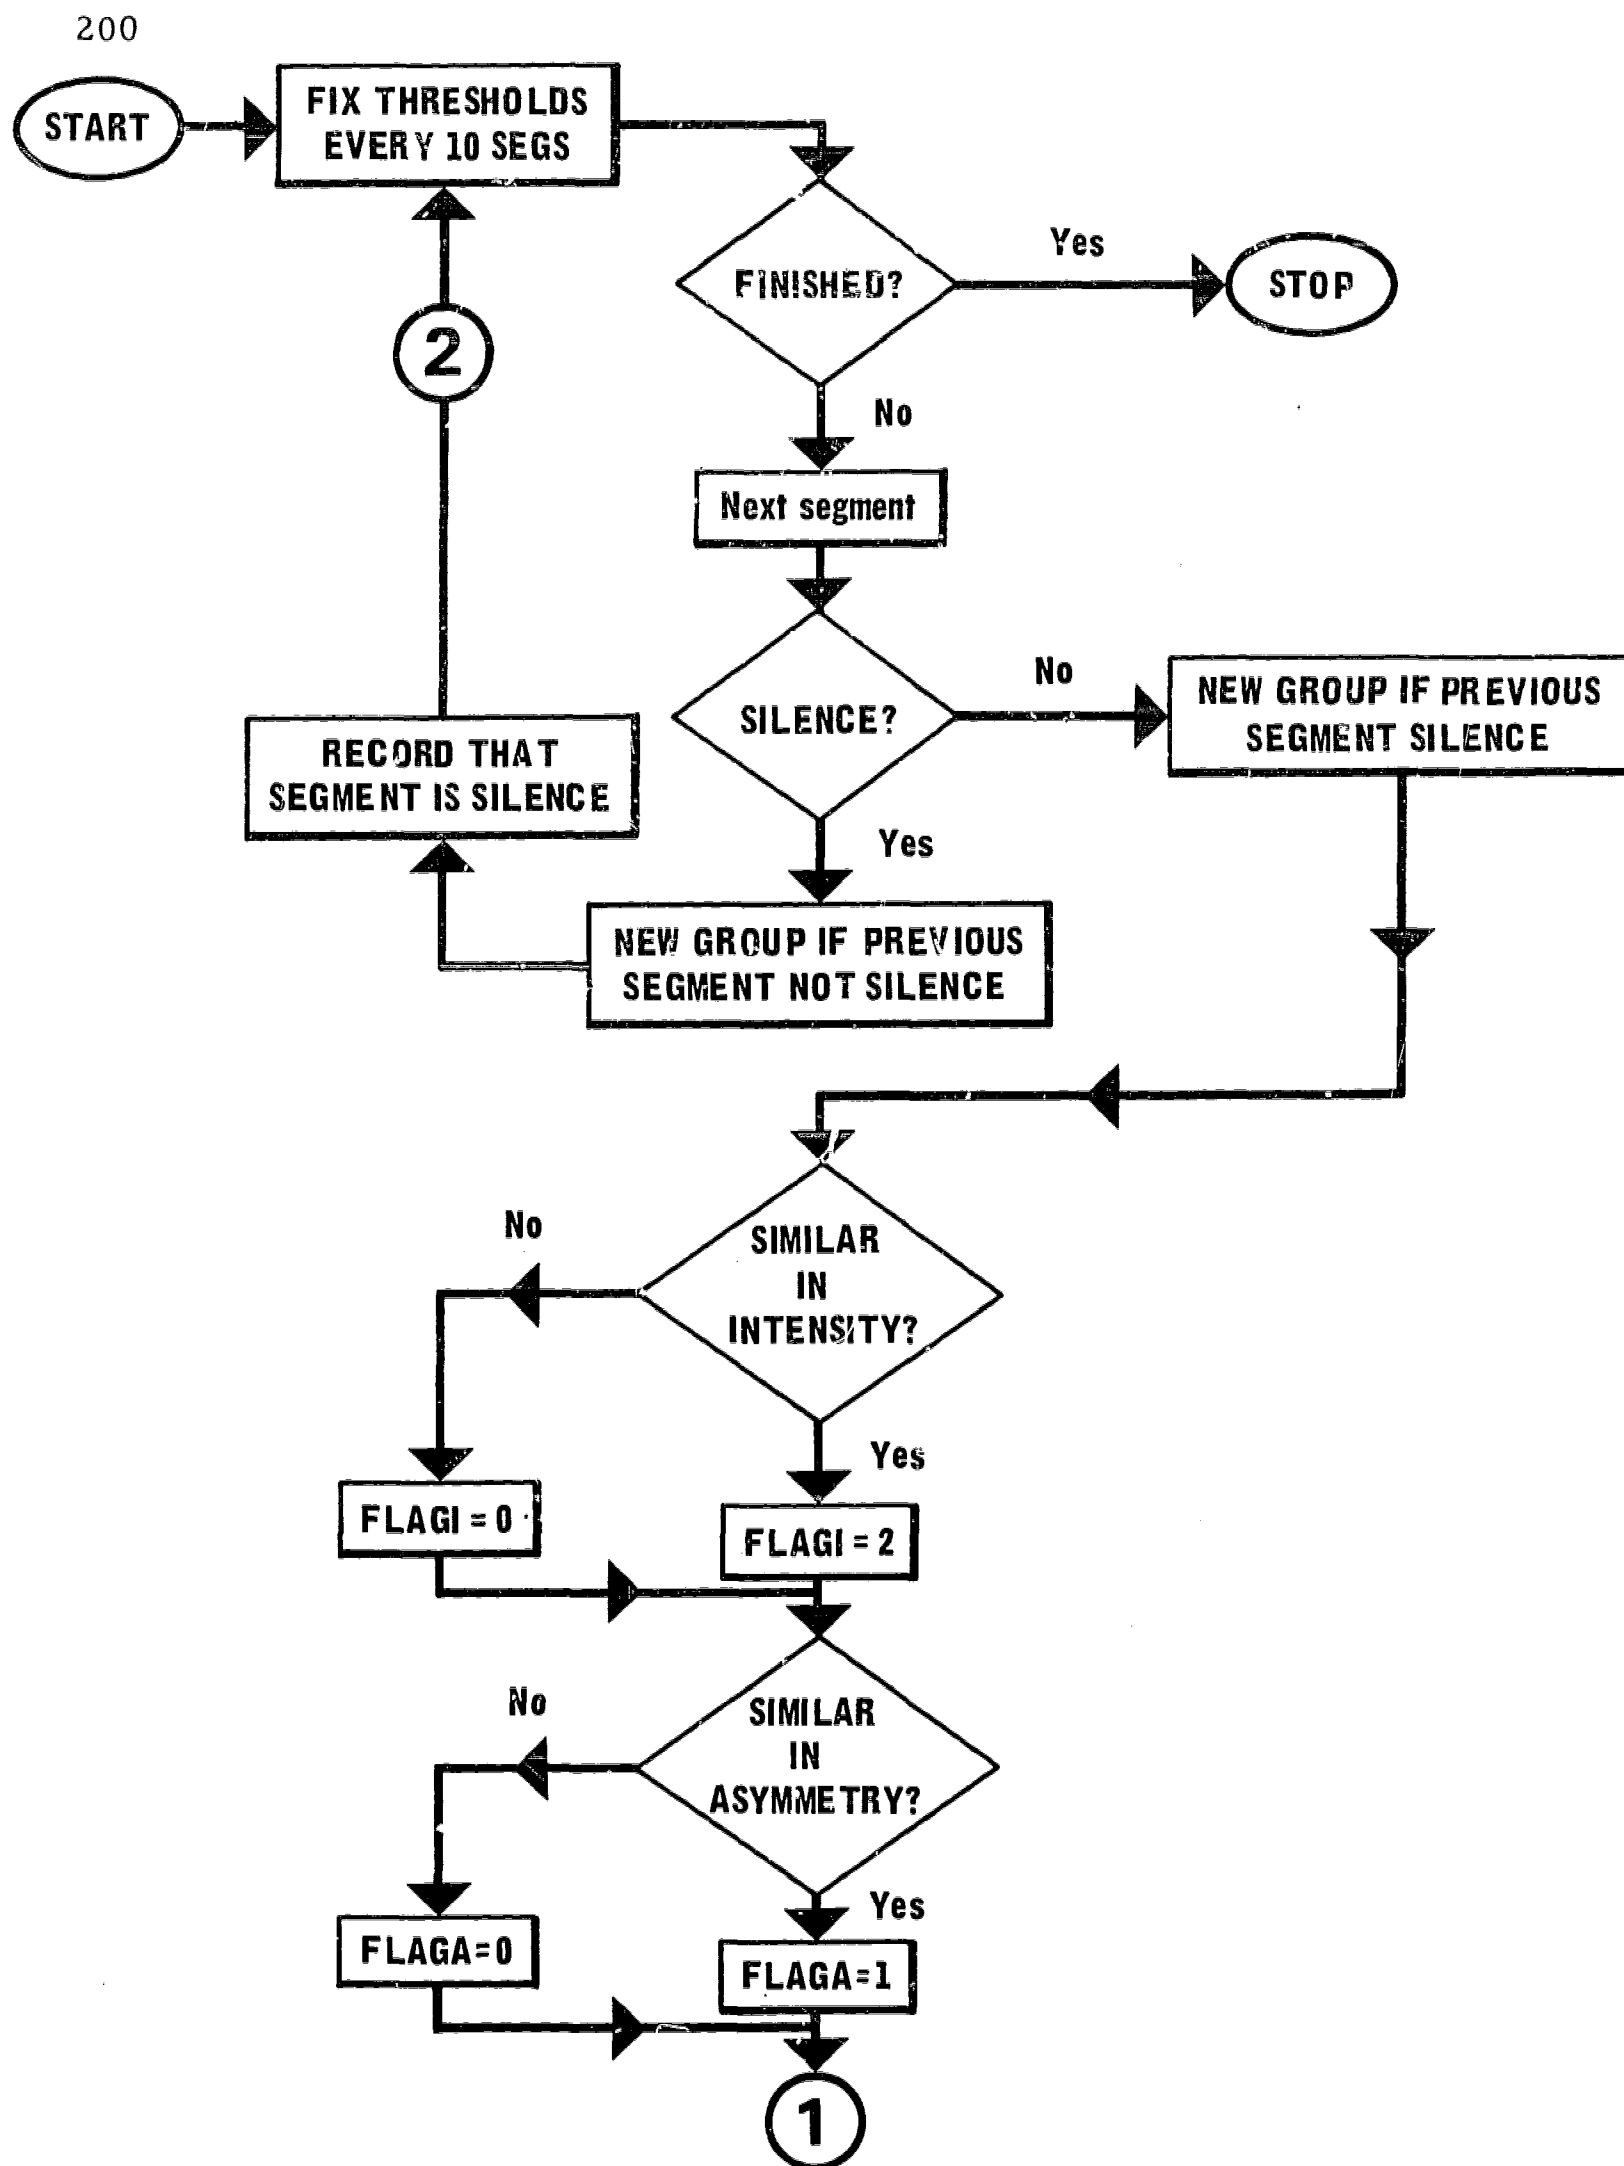 200
START
FIX THRESHOLDS
EVERY 10 SEGS
FINISHED?
Yes
STOP
2
No
Next segment
SILENCE?
No
NEW GROUP IF PREVIOUS
SEGMENT SILENCE
RECORD THAT
SEGMENT IS SILENCE
Yes
NEW GROUP IF PREVIOUS
SEGMENT NOT SILENCE
SIMILAR
IN
INTENSITY?
No
Yes
FLAGI = 0
FLAGI = 2
SIMILAR
IN
ASYMMETRY?
No
Yes
FLAGA=0
FLAGA=1
1